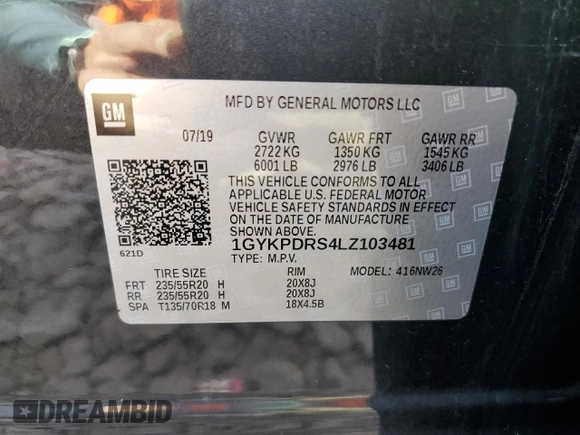 GM
MFD BY GENERAL MOTORS LLC
07/19 GVWR GAWR FRT GAWR RR
2722 KG 1350 KG 1545 KG
6001 LB 2976 LB 3406 LB
THIS VEHICLE CONFORMS TO ALL
APPLICABLE U.S. FEDERAL MOTOR
VEHICLE SAFETY STANDARDS IN EFFECT
ON THE DATE OF MANUFACTURE
SHOWN ABOVE.
621D
1GYKPDRS4LZ103481
TYPE: M.P.V.
TIRE SIZE RIM MODEL: 416NW26
FRT 235/55R20 H 20X8J
RR 235/55R20 H 20X8J
SPA T135/70R18 M 18X4.5B
DREAMBID